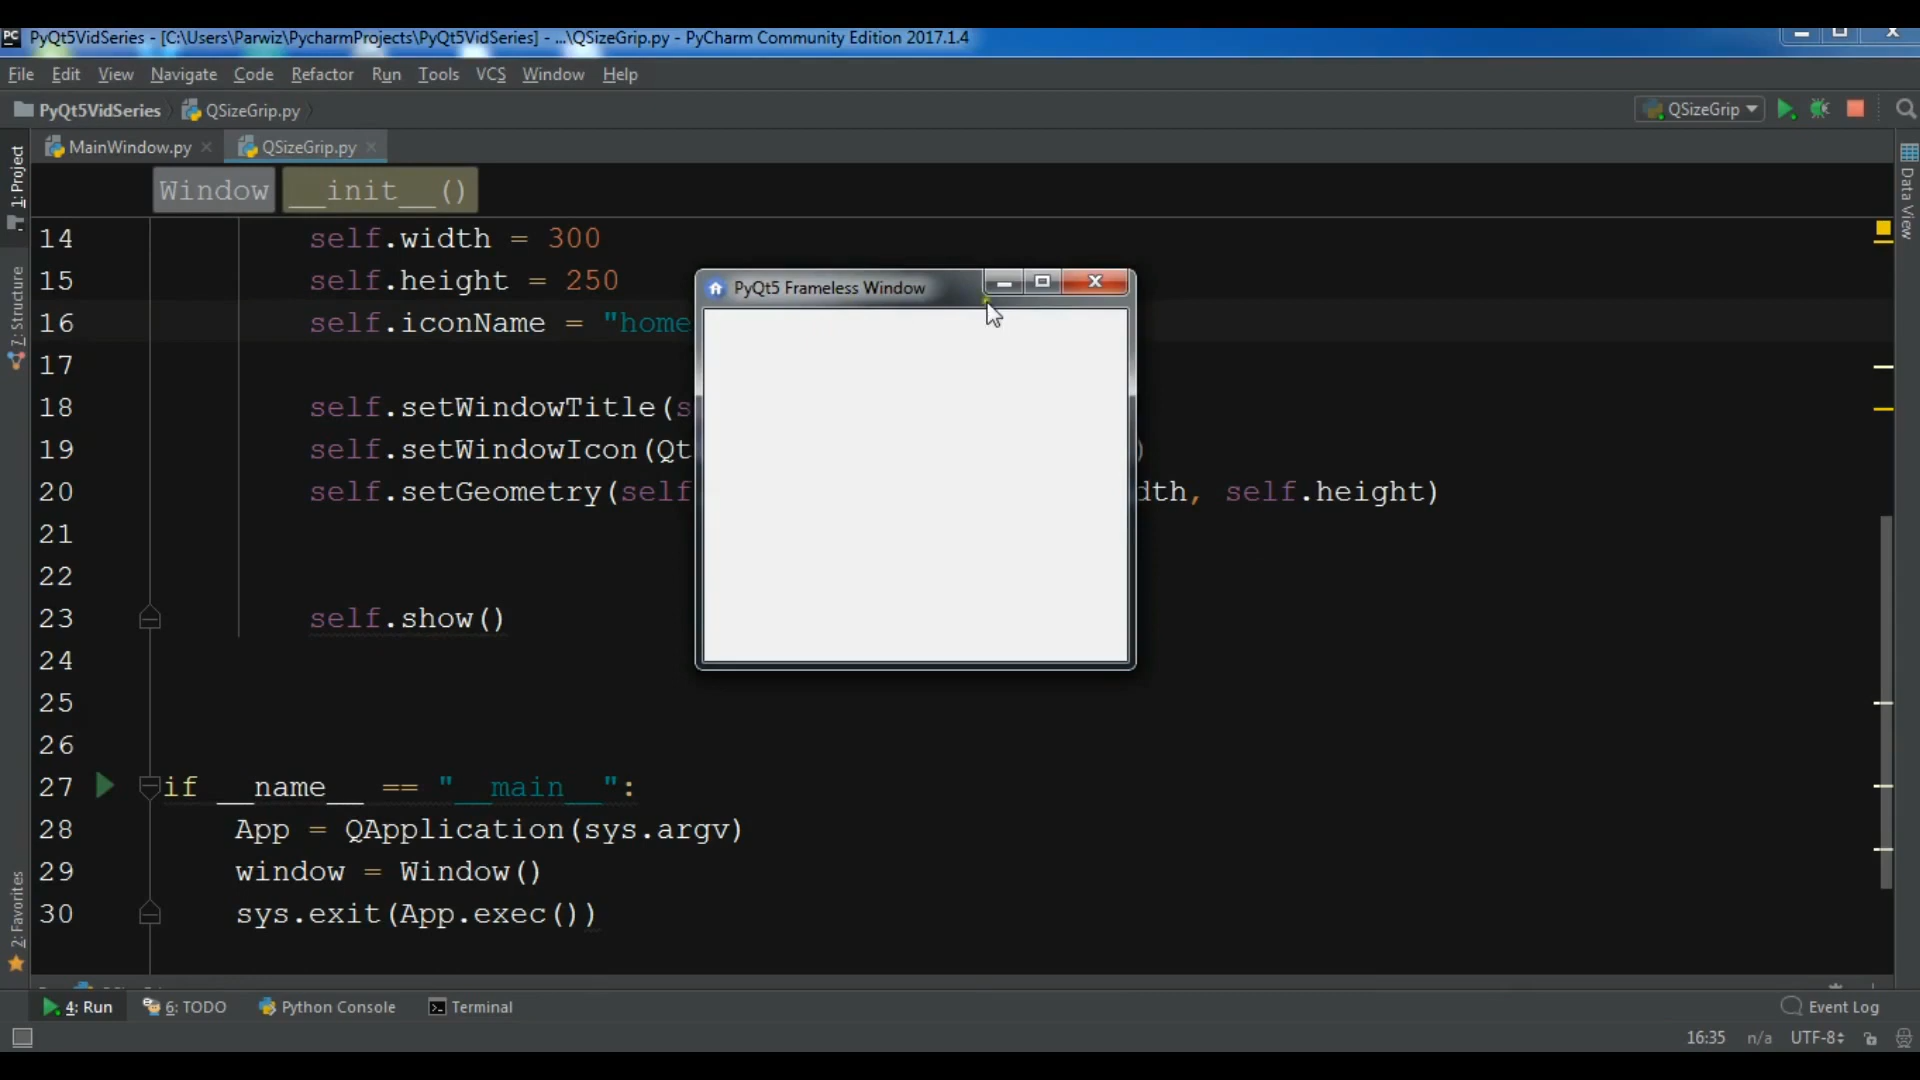 PyQt5VidSeries - [C:\Users\Parwiz\PycharmProjects\PyQt5VidSeries] - ...\QSizeGrip.py - PyCharm Community Edition 2017.1.4
File Edit View Navigate Code Refactor Run Tools VCS Window Help
PyQt5VidSeries QSizeGrip.py QSizeGrip
MainWindow.py QSizeGrip.py
1: Project
7: Structure
2: Favorites
Data View
Window __init__()
14 self.width = 300
15 self.height = 250
16 self.iconName = "home
17
18 self.setWindowTitle(s
19 self.setWindowIcon(Qt )
20 self.setGeometry(self dth, self.height)
21
22
23 self.show()
24
25
26
27 if __name__ == "__main__":
28 App = QApplication(sys.argv)
29 window = Window()
30 sys.exit(App.exec())
PyQt5 Frameless Window
4: Run 6: TODO Python Console Terminal Event Log
16:35 n/a UTF-8